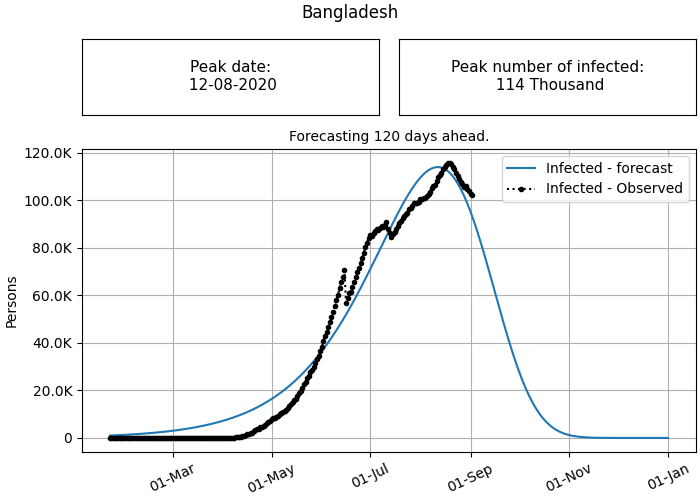 Bangladesh
Peak date:
12-08-2020
Peak number of infected:
114 Thousand
Forecasting 120 days ahead.
120.0K
100.0K
80.0K
60.0K
40.0K
20.0K
0
Persons
Infected - forecast
Infected - Observed
01-Mar
01-May
01-Jul
01-Sep
01-Nov
01-Jan